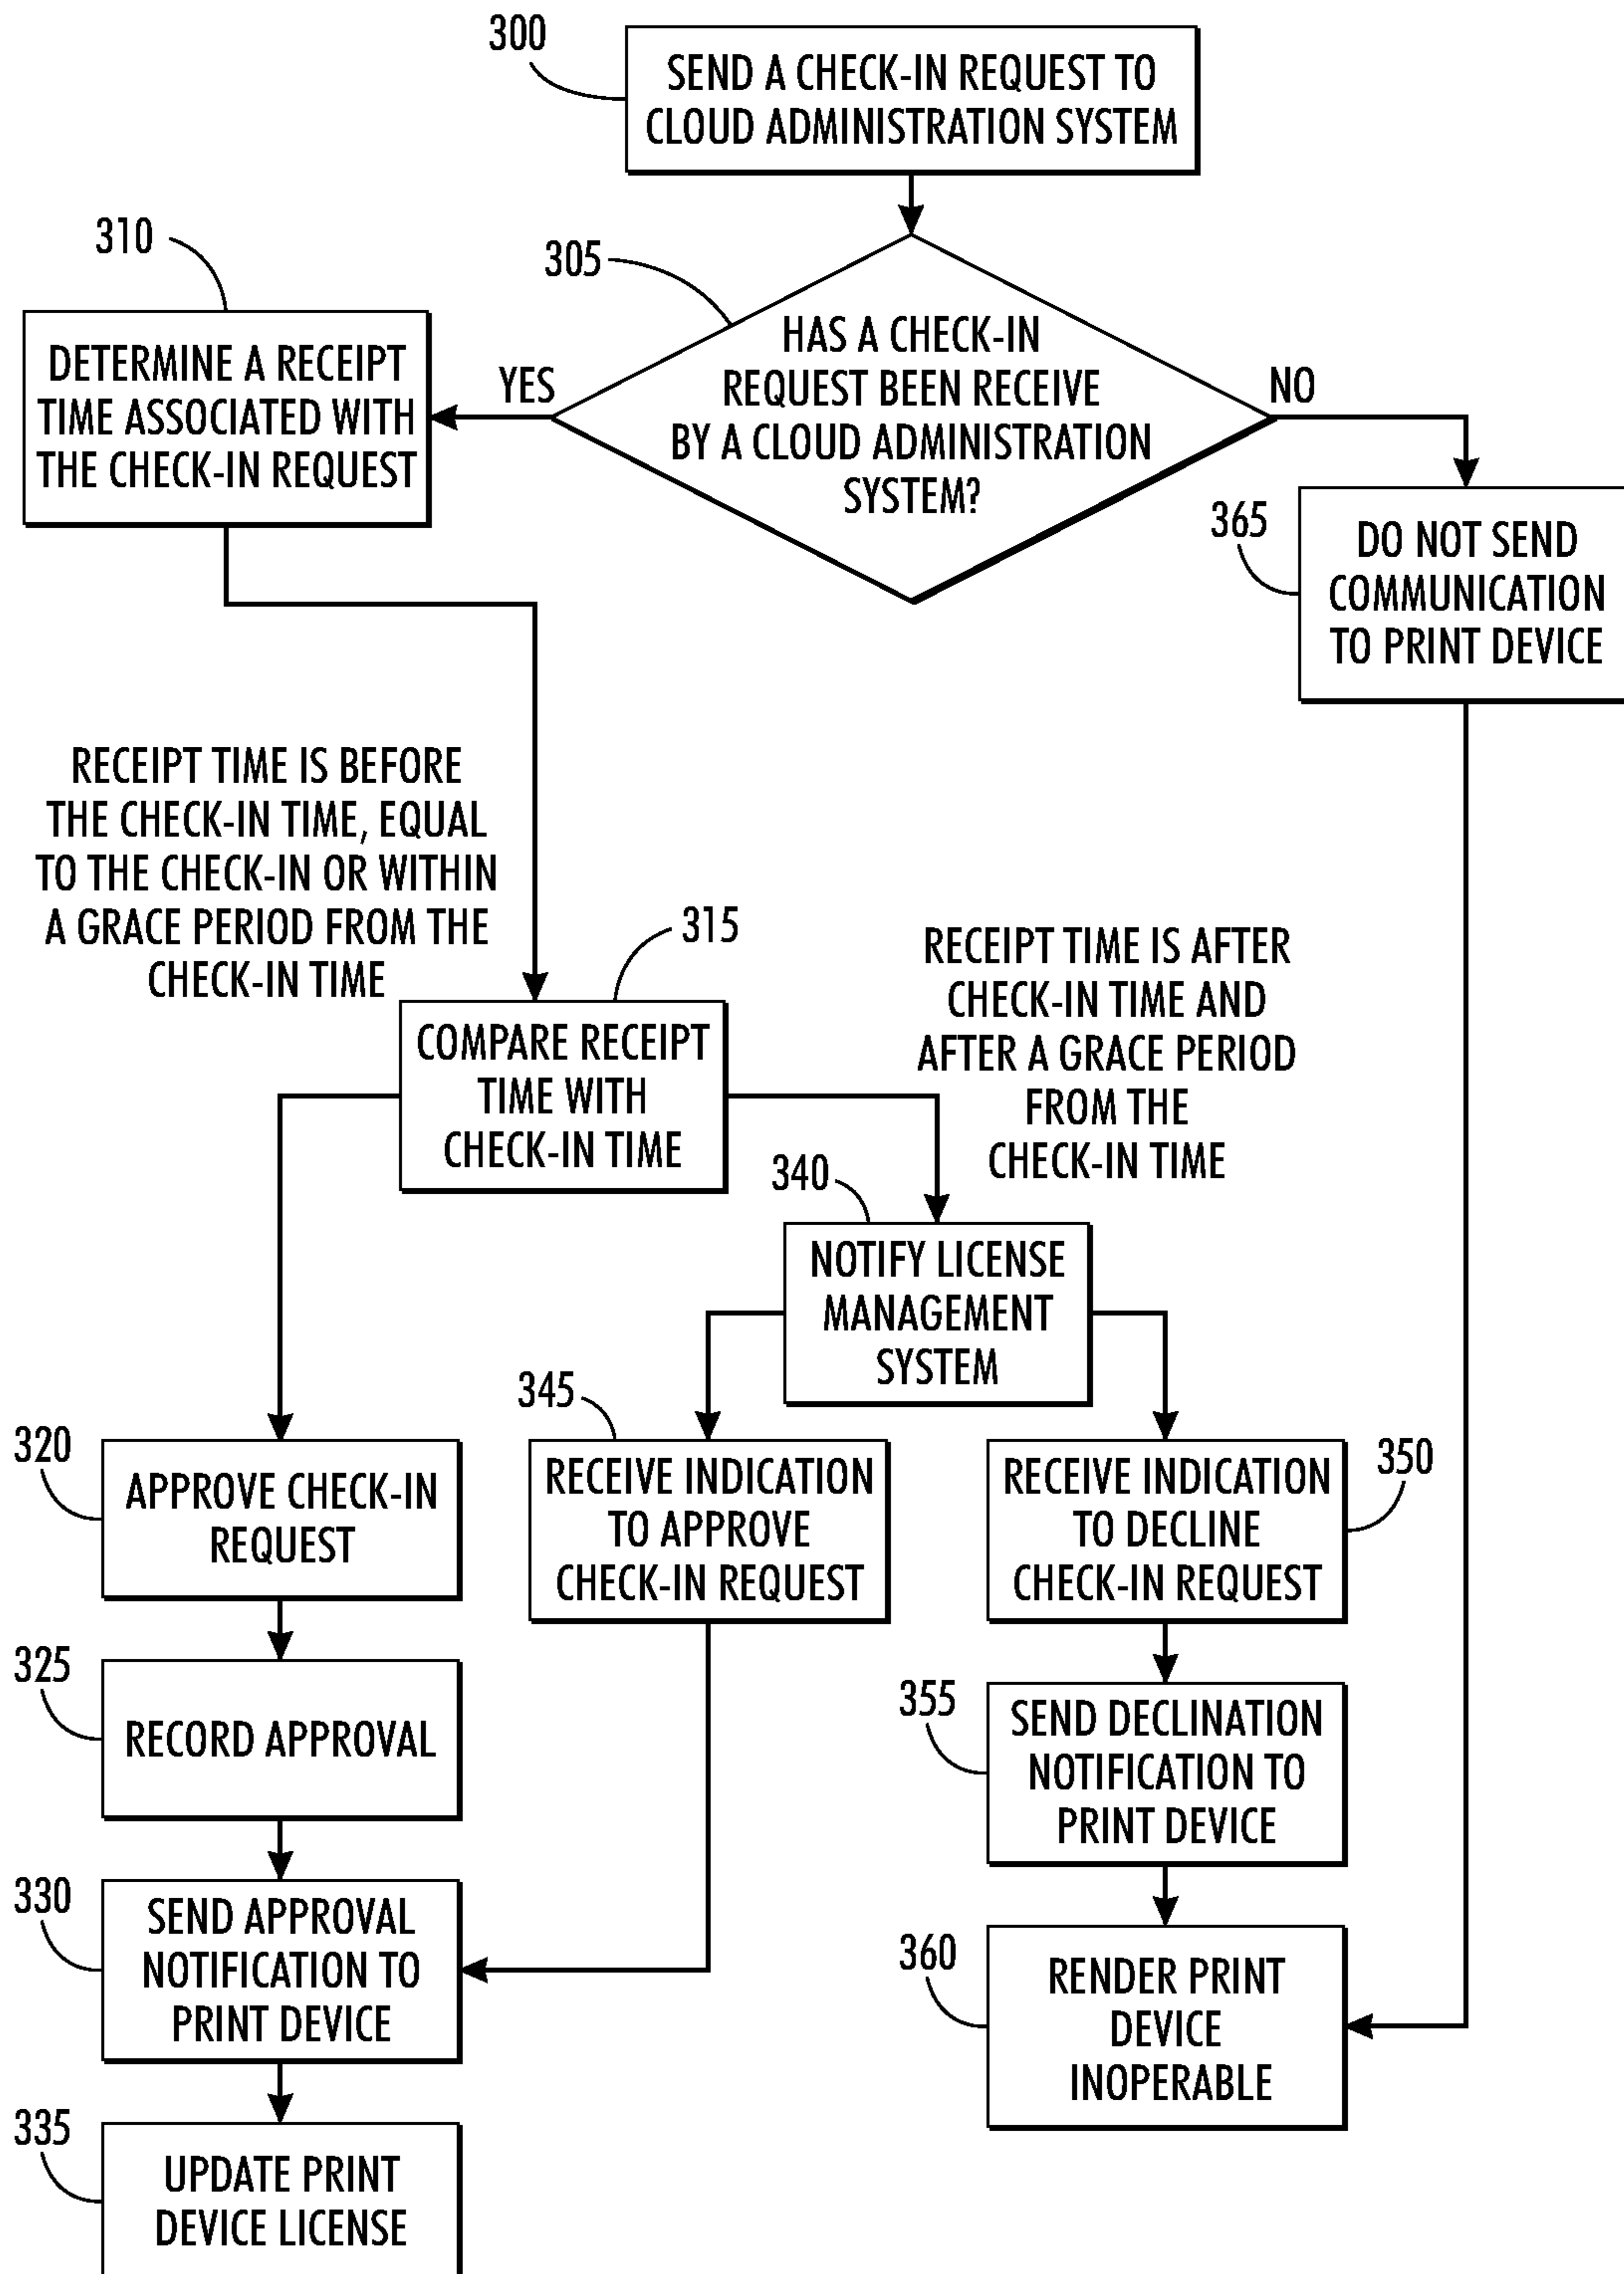 300
SEND A CHECK-IN REQUEST TO
CLOUD ADMINISTRATION SYSTEM
310
305
HAS A CHECK-IN
REQUEST BEEN RECEIVE
BY A CLOUD ADMINISTRATION
SYSTEM?
YES
NO
DETERMINE A RECEIPT
TIME ASSOCIATED WITH
THE CHECK-IN REQUEST
365
DO NOT SEND
COMMUNICATION
TO PRINT DEVICE
RECEIPT TIME IS BEFORE
THE CHECK-IN TIME, EQUAL
TO THE CHECK-IN OR WITHIN
A GRACE PERIOD FROM THE
CHECK-IN TIME
315
COMPARE RECEIPT
TIME WITH
CHECK-IN TIME
RECEIPT TIME IS AFTER
CHECK-IN TIME AND
AFTER A GRACE PERIOD
FROM THE
CHECK-IN TIME
340
NOTIFY LICENSE
MANAGEMENT
SYSTEM
320
APPROVE CHECK-IN
REQUEST
345
RECEIVE INDICATION
TO APPROVE
CHECK-IN REQUEST
350
RECEIVE INDICATION
TO DECLINE
CHECK-IN REQUEST
325
RECORD APPROVAL
355
SEND DECLINATION
NOTIFICATION TO
PRINT DEVICE
330
SEND APPROVAL
NOTIFICATION TO
PRINT DEVICE
360
RENDER PRINT
DEVICE
INOPERABLE
335
UPDATE PRINT
DEVICE LICENSE